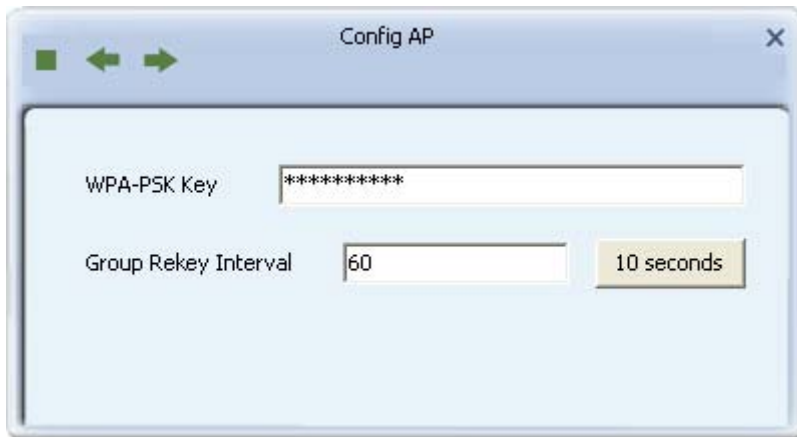 Config AP
WPA-PSK Key **********
Group Rekey Interval 60 10 seconds